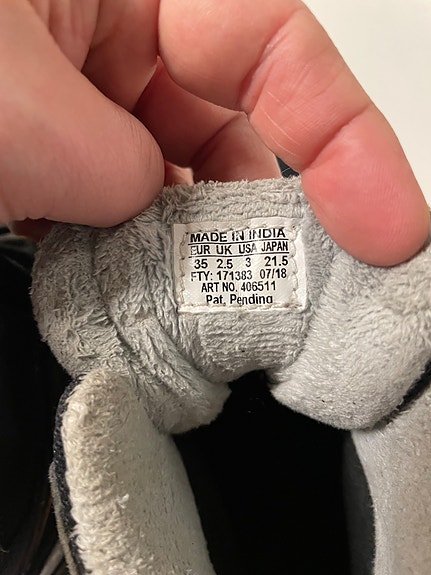 MADE IN INDIA
EUR UK USA JAPAN
35 2.5 3 21.5
FTY: 171383 07/18
ART NO. 406511
Pat. Pending